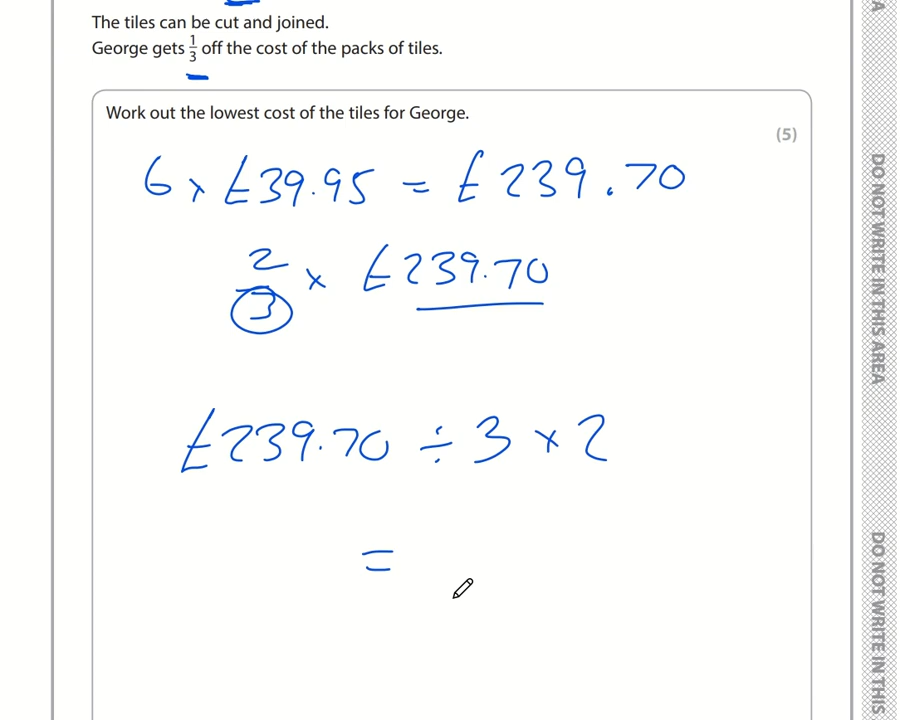 The tiles can be cut and joined.
George gets 1/3 off the cost of the packs of tiles.
Work out the lowest cost of the tiles for George.
(5)
6 x £39.95 = £239.70
2/3 x £239.70
£239.70 ÷ 3 x 2
=
A
DO NOT WRITE IN THIS AREA
DO NOT WRITE IN THIS